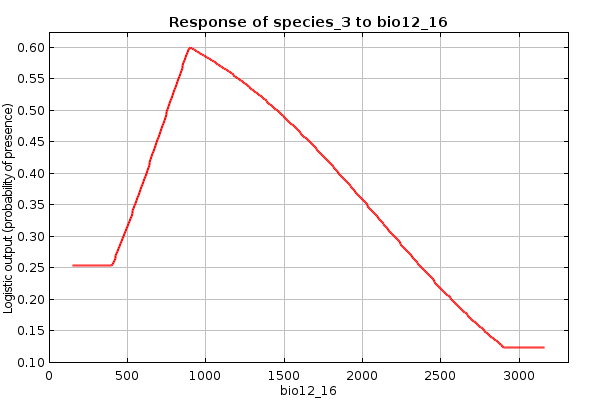 Response of species_3 to bio12_16
Logistic output (probability of presence)
0.60
0.55
0.50
0.45
0.40
0.35
0.30
0.25
0.20
0.15
0.10
0 500 1000 1500 2000 2500 3000
bio12_16